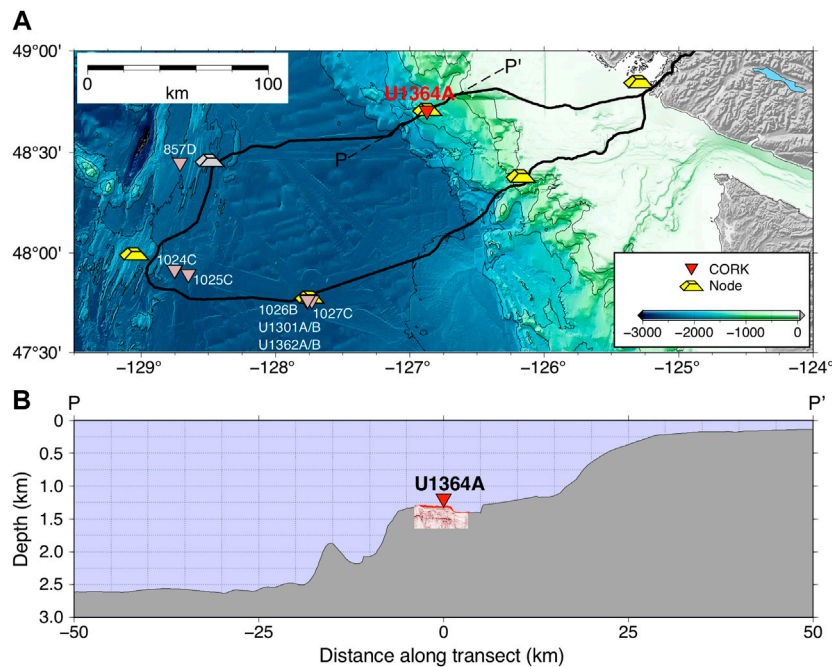 A
49°00'
48°30'
48°00'
47°30'
0 100
km
P'
U1364A
857D
P
1024C
1025C
1026B 1027C
U1301A/B
U1362A/B
CORK
Node
−3000 −2000 −1000 0
−129 −128 −127 −126 −125 −124°
B
P P'
0
0.5
1.0
1.5
2.0
2.5
3.0
Depth (km)
U1364A
−50 −25 0 25 50
Distance along transect (km)